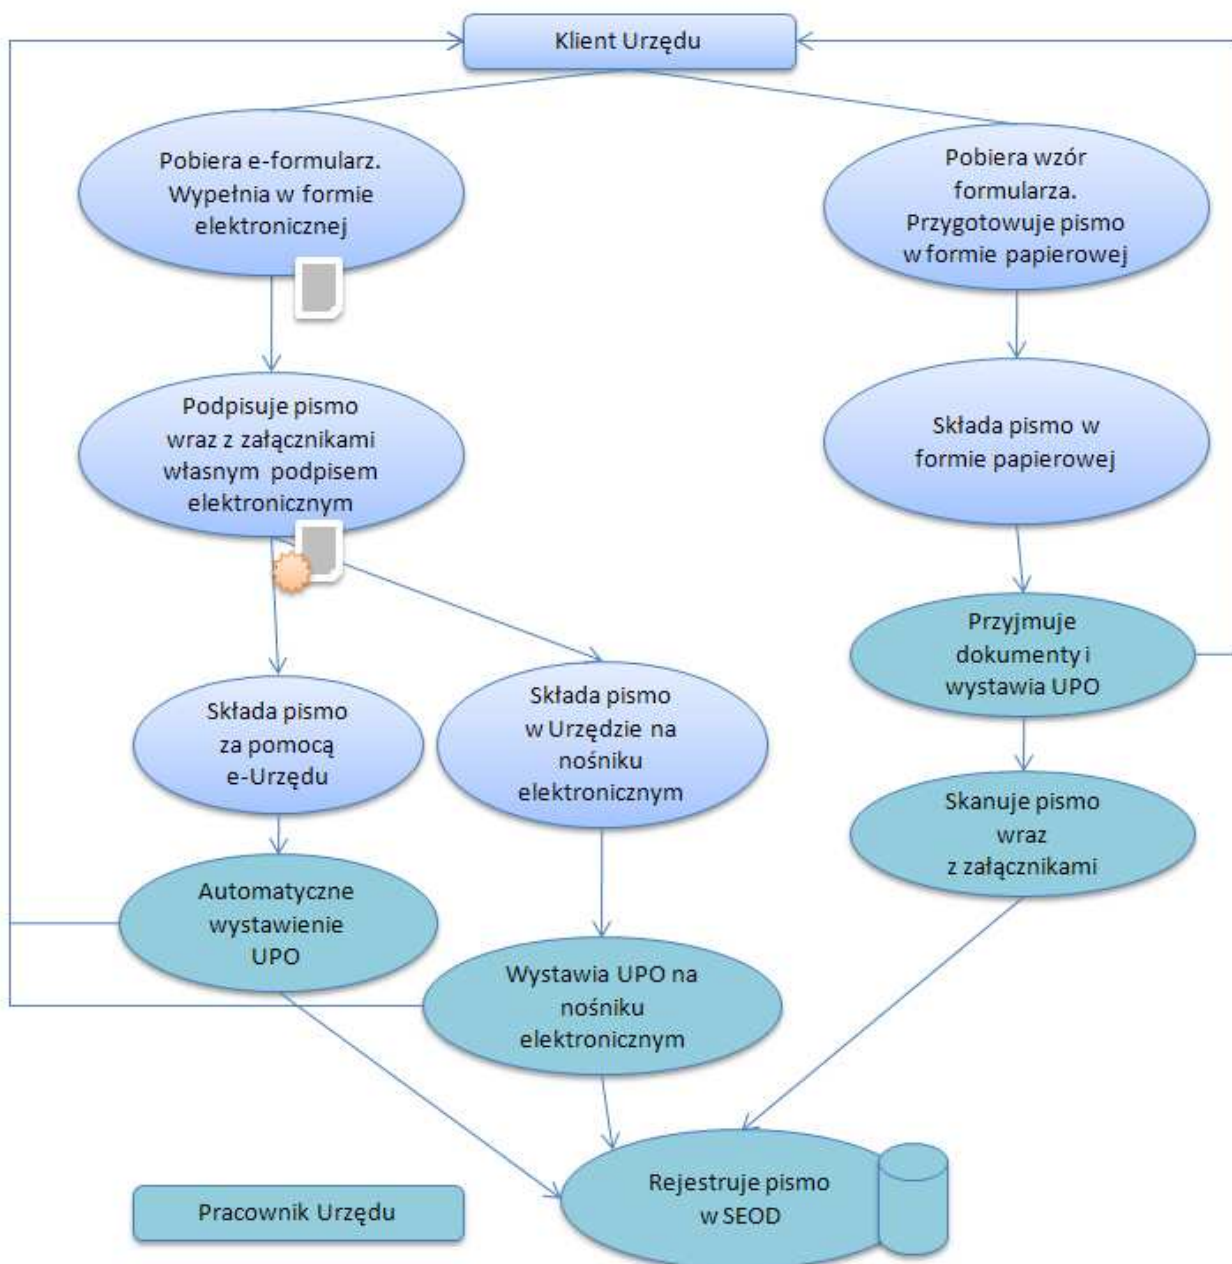 Klient Urzędu
Pobiera e-formularz.
Wypełnia w formie
elektronicznej
Pobiera wzór
formularza.
Przygotowuje pismo
w formie papierowej
Podpisuje pismo
wraz z załącznikami
własnym podpisem
elektronicznym
Składa pismo w
formie papierowej
Składa pismo
za pomocą
e-Urzędu
Składa pismo
w Urzędzie na
nośniku
elektronicznym
Przyjmuje
dokumenty i
wystawia UPO
Skanuje pismo
wraz
z załącznikami
Automatyczne
wystawienie
UPO
Wystawia UPO na
nośniku
elektronicznym
Rejestruje pismo
w SEOD
Pracownik Urzędu